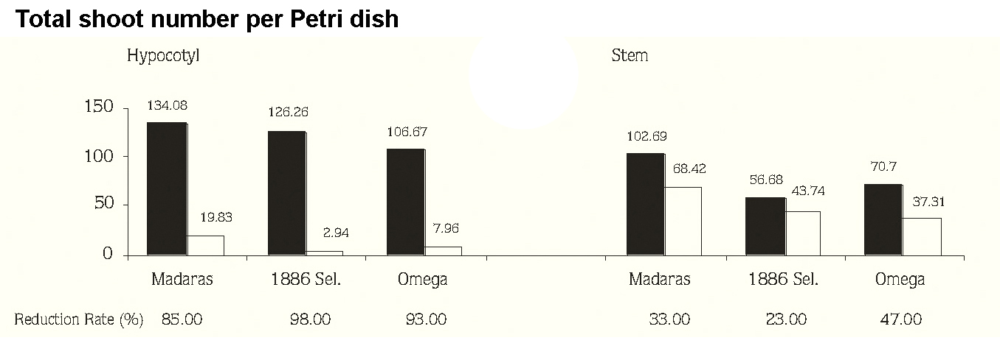 Total shoot number per Petri dish
Hypocotyl Stem
150 134.08 126.26 106.67 102.69
100 68.42 56.68 43.74 70.7
50 19.83 2.94 7.96 37.31
0
Madaras 1886 Sel. Omega Madaras 1886 Sel. Omega
Reduction Rate (%) 85.00 98.00 93.00 33.00 23.00 47.00